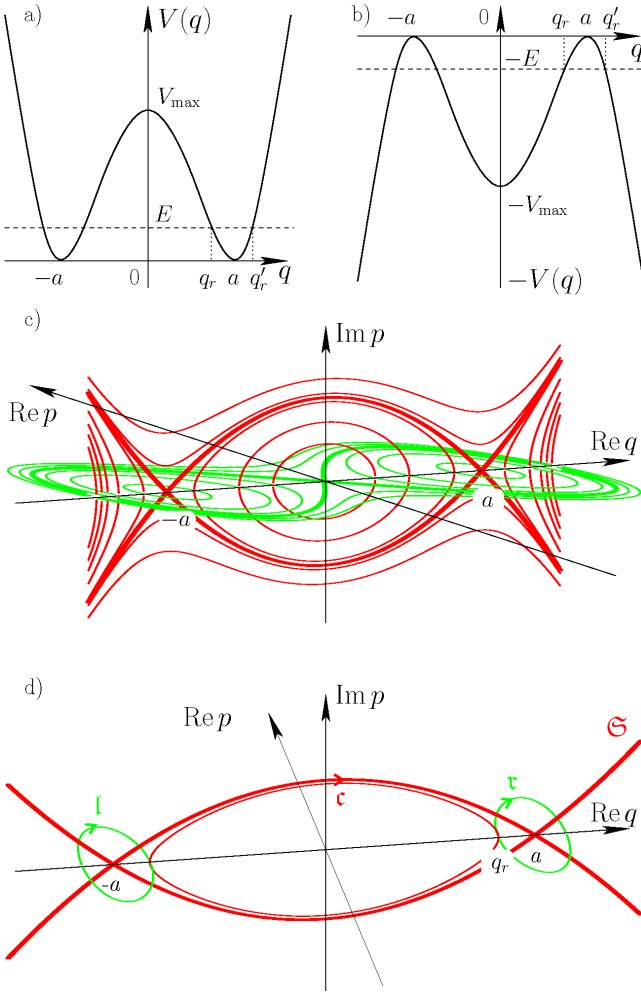 a)
V(q)
V_max
E
−a
0
q_r
a
q′_r
q
b)
−a
0
q_r
a
q′_r
q
−E
−V_max
−V(q)
c)
Im p
Re p
Re q
−a
a
d)
Re p
Im p
𝔖
𝔩
𝔠
𝔯
Re q
-a
q_r
a